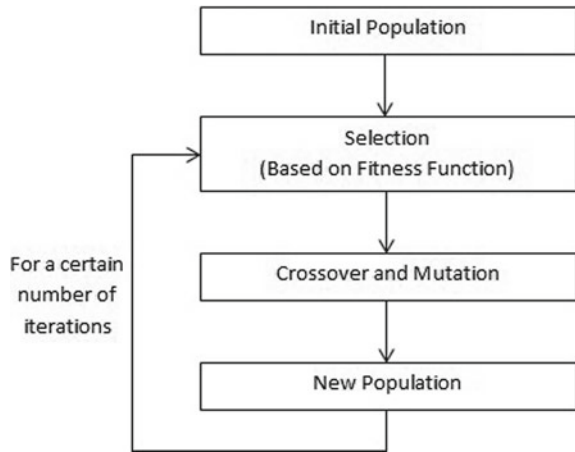 Initial Population
Selection
(Based on Fitness Function)
Crossover and Mutation
New Population
For a certain
number of
iterations